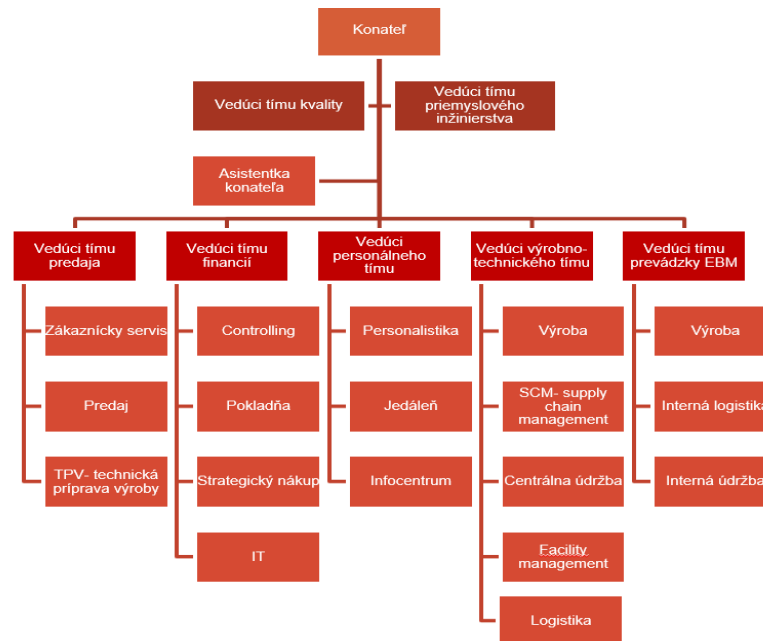 Konateľ
Vedúci tímu kvality
Vedúci tímu
priemyslového
inžinierstva
Asistentka
konateľa
Vedúci tímu
predaja
Vedúci tímu
financií
Vedúci
personálneho
tímu
Vedúci výrobno-
technického tímu
Vedúci tímu
prevádzky EBM
Zákaznícky servis
Controlling
Personalistika
Výroba
Výroba
Predaj
Pokladňa
Jedáleň
SCM- supply
chain
management
Interná logistika
TPV- technická
príprava výroby
Strategický nákup
Infocentrum
Centrálna údržba
Interná údržba
IT
Facility
management
Logistika